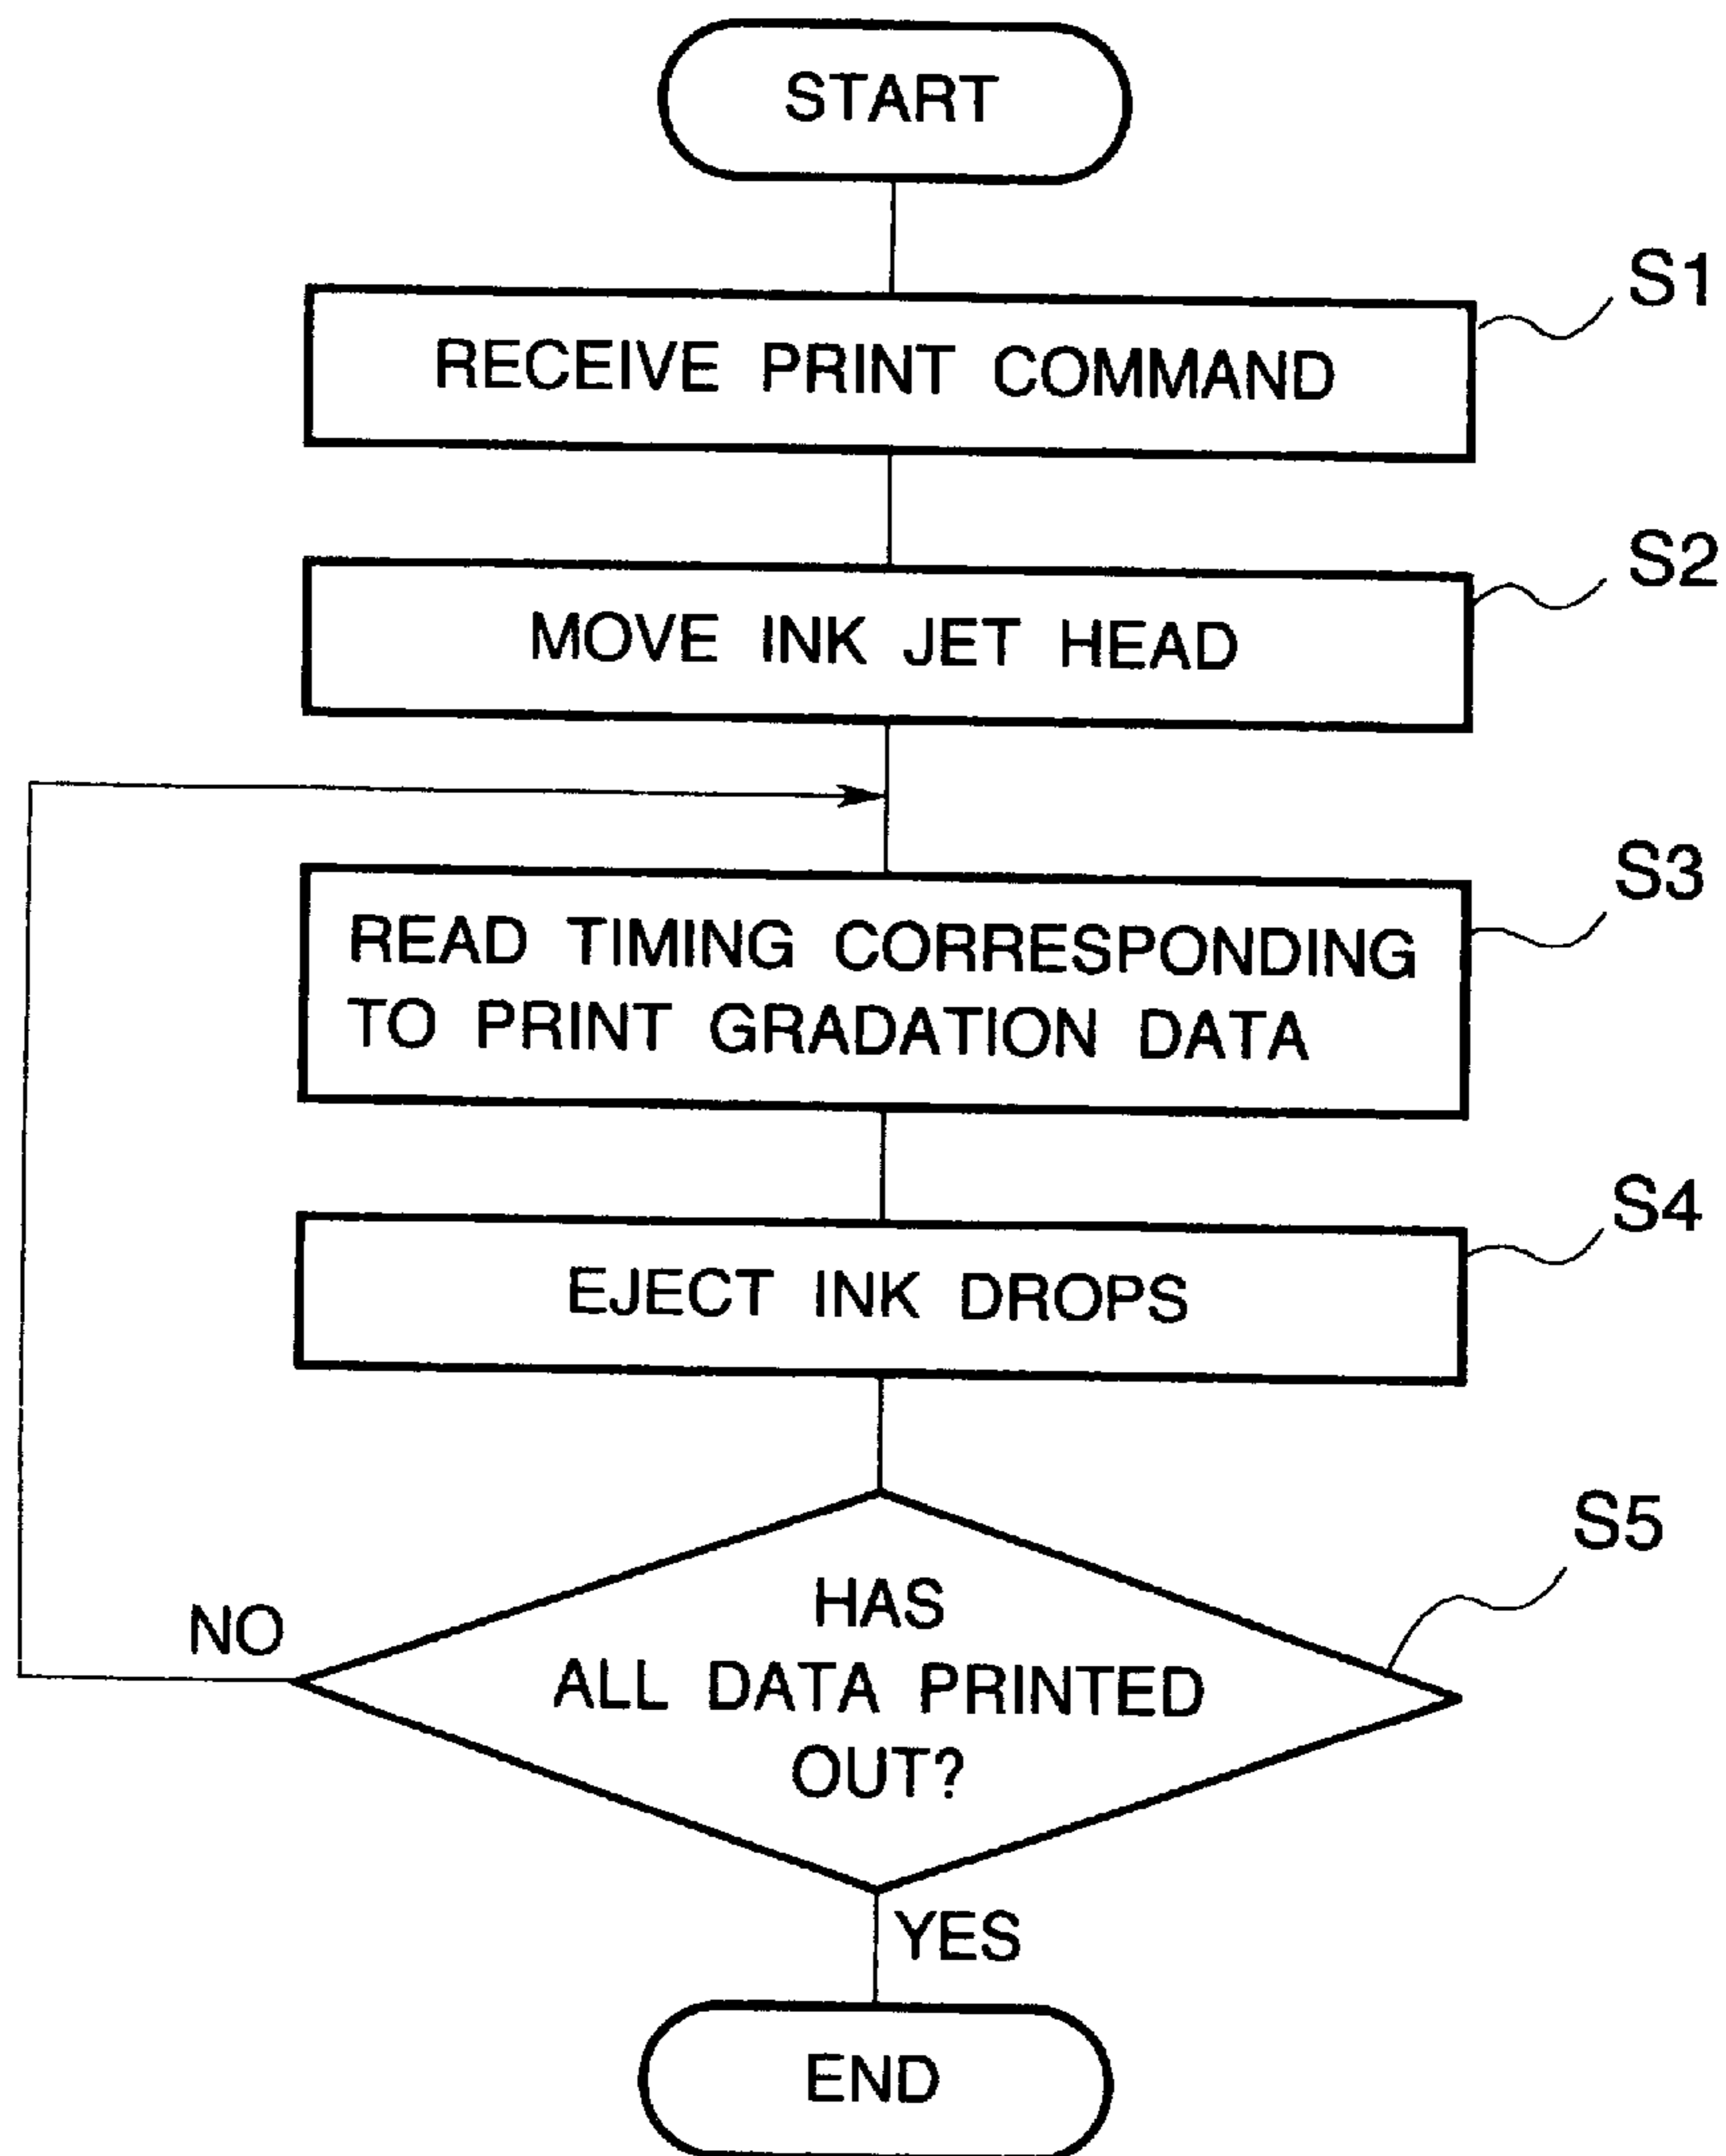 START
S1
RECEIVE PRINT COMMAND
S2
MOVE INK JET HEAD
S3
READ TIMING CORRESPONDING
TO PRINT GRADATION DATA
S4
EJECT INK DROPS
S5
HAS
NO
ALL DATA PRINTED
OUT?
YES
END